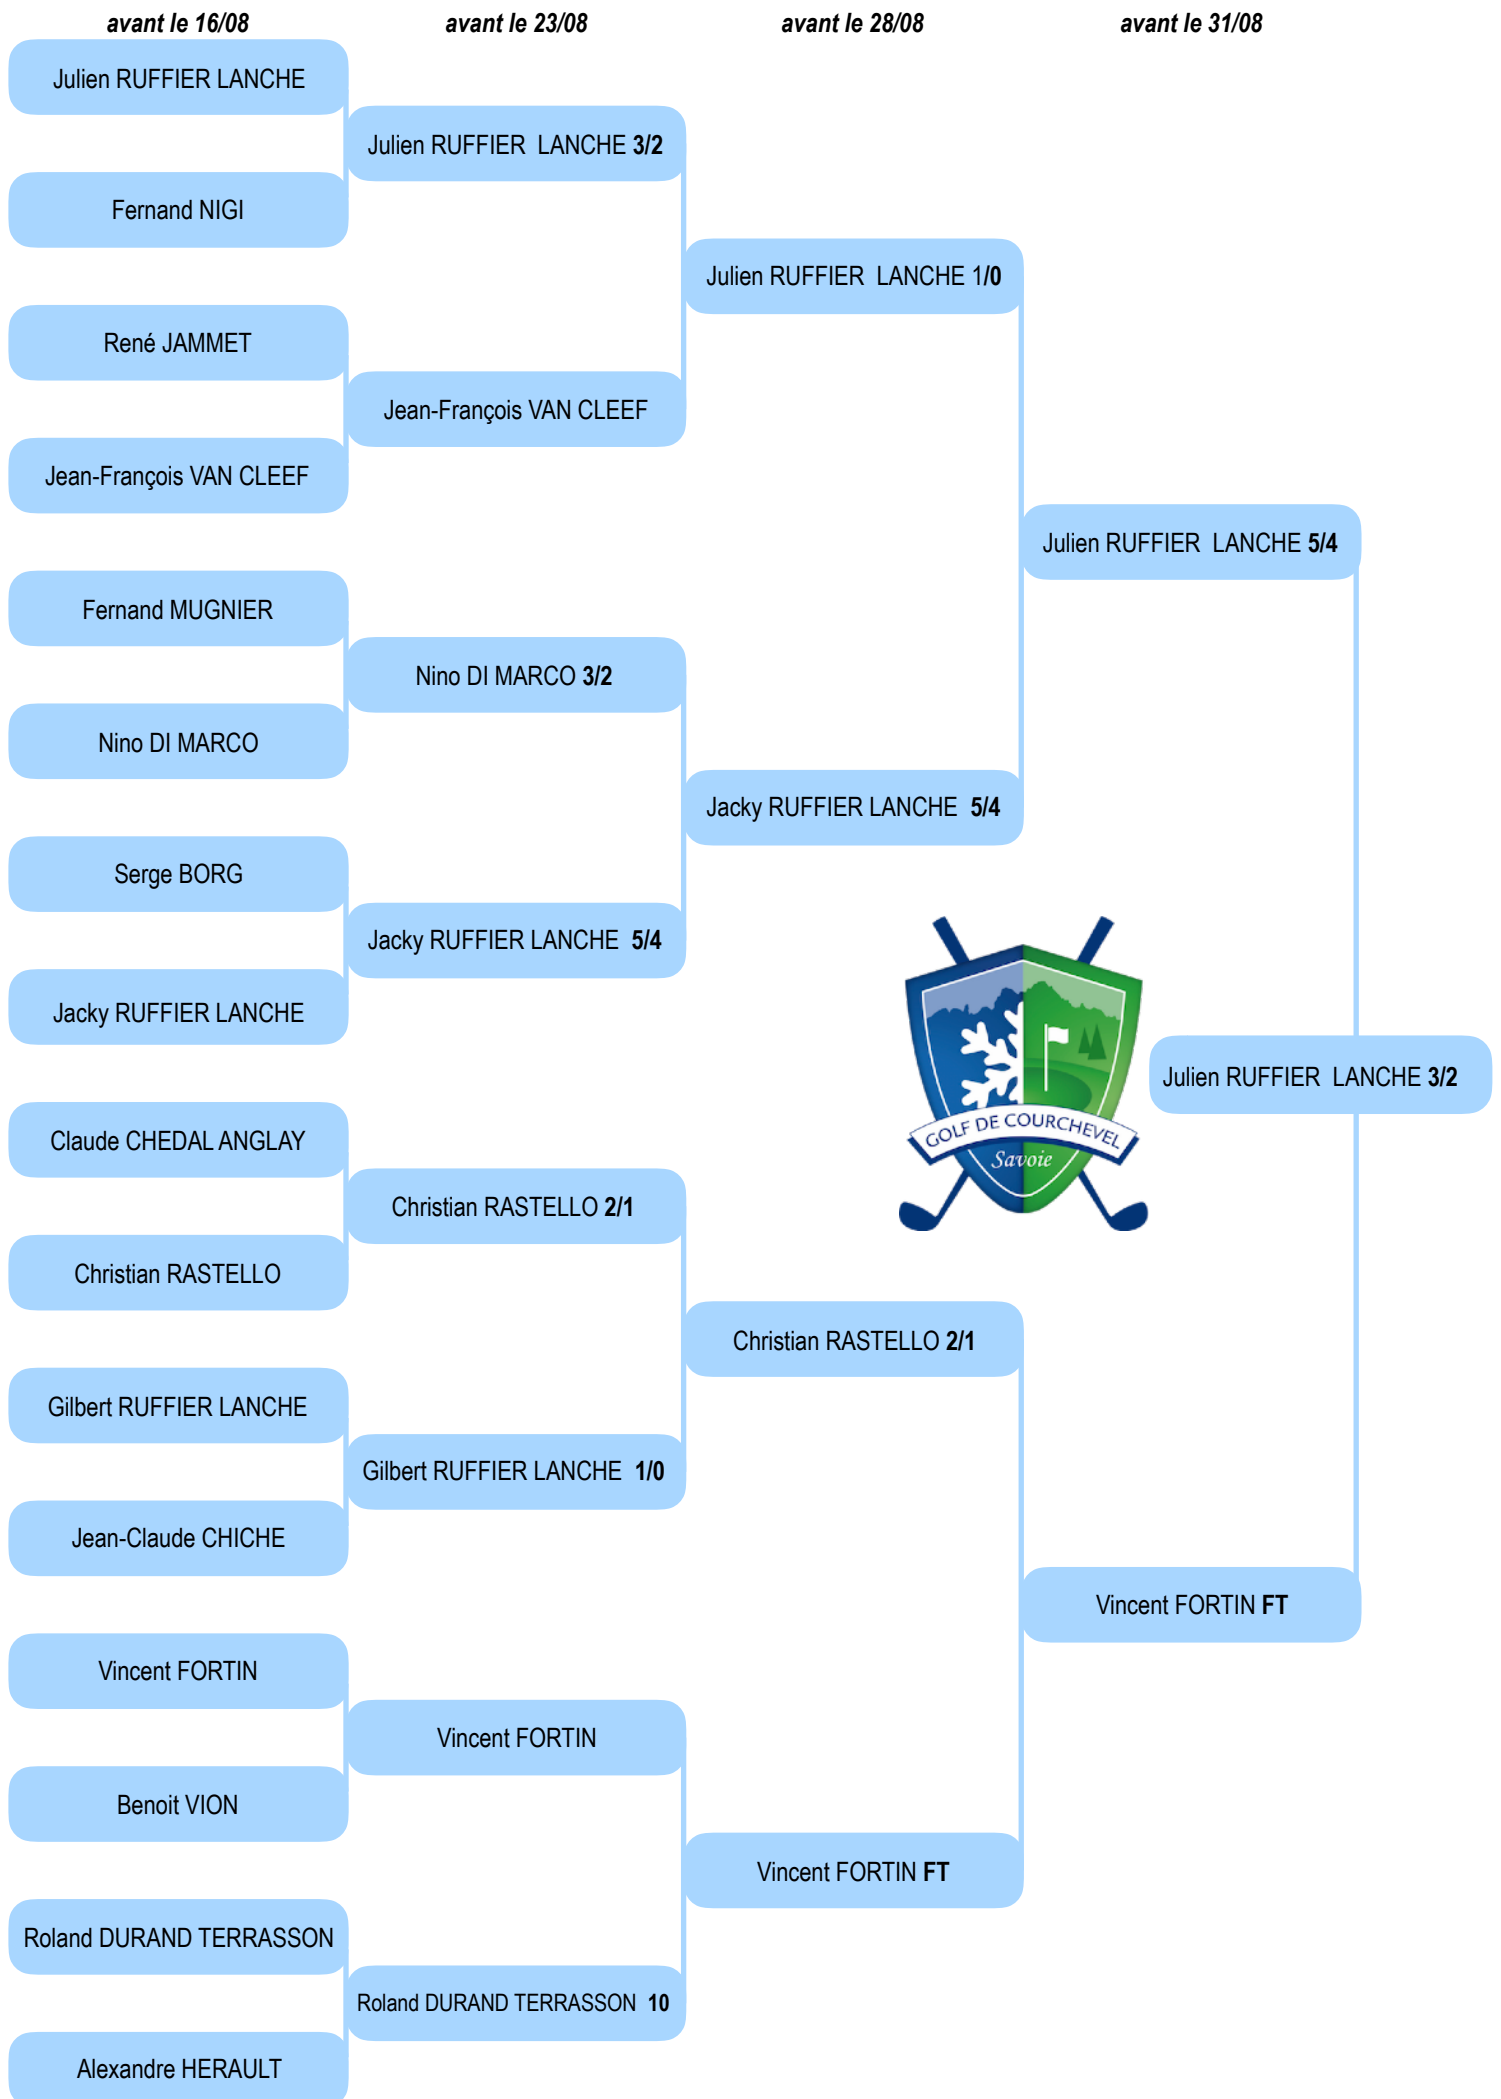 avant le 16/08
avant le 23/08
avant le 28/08
avant le 31/08
Julien RUFFIER LANCHE
Julien RUFFIER LANCHE 3/2
Fernand NIGI
Julien RUFFIER LANCHE 1/0
René JAMMET
Jean-François VAN CLEEF
Jean-François VAN CLEEF
Julien RUFFIER LANCHE 5/4
Fernand MUGNIER
Nino DI MARCO 3/2
Nino DI MARCO
Jacky RUFFIER LANCHE 5/4
Serge BORG
Jacky RUFFIER LANCHE 5/4
Jacky RUFFIER LANCHE
Julien RUFFIER LANCHE 3/2
GOLF DE COURCHEVEL
Savoie
Claude CHEDAL ANGLAY
Christian RASTELLO 2/1
Christian RASTELLO
Christian RASTELLO 2/1
Gilbert RUFFIER LANCHE
Gilbert RUFFIER LANCHE 1/0
Jean-Claude CHICHE
Vincent FORTIN FT
Vincent FORTIN
Vincent FORTIN
Benoit VION
Vincent FORTIN FT
Roland DURAND TERRASSON
Roland DURAND TERRASSON 10
Alexandre HERAULT